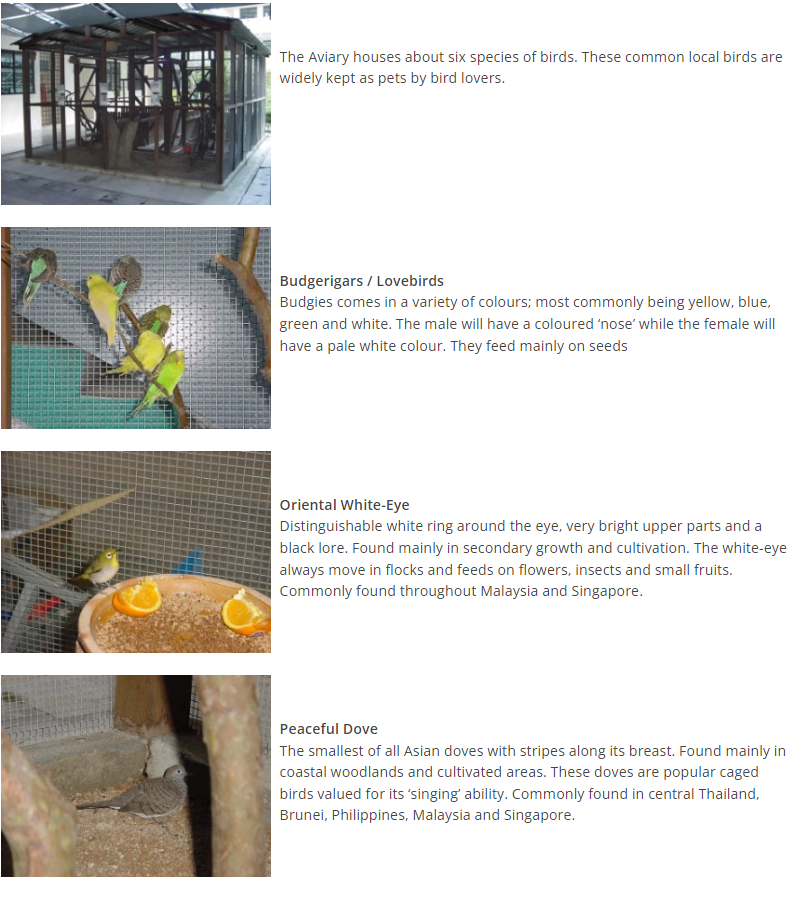 The Aviary houses about six species of birds. These common local birds are
widely kept as pets by bird lovers.
Budgerigars / Lovebirds
Budgies comes in a variety of colours; most commonly being yellow, blue,
green and white. The male will have a coloured ‘nose’ while the female will
have a pale white colour. They feed mainly on seeds
Oriental White-Eye
Distinguishable white ring around the eye, very bright upper parts and a
black lore. Found mainly in secondary growth and cultivation. The white-eye
always move in flocks and feeds on flowers, insects and small fruits.
Commonly found throughout Malaysia and Singapore.
Peaceful Dove
The smallest of all Asian doves with stripes along its breast. Found mainly in
coastal woodlands and cultivated areas. These doves are popular caged
birds valued for its ‘singing’ ability. Commonly found in central Thailand,
Brunei, Philippines, Malaysia and Singapore.